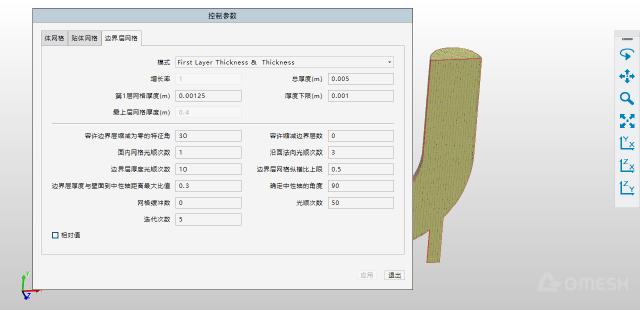 控制参数
体网格 贴体网格 边界层网格
模式 First Layer Thickness & Thickness
增长率 1 总厚度(m) 0.005
第1层网格厚度(m) 0.00125 厚度下限(m) 0.001
最上层网格厚度(m) 0.4
容许边界层缩减为零的特征角 30 容许缩减边界层数 0
面内网格光顺次数 1 沿面法向光顺次数 3
边界层厚度光顺次数 10 边界层网格纵横比上限 0.5
边界层厚度与壁面到中性轴距离最大比值 0.3 确定中性轴的角度 90
网格缓冲数 0 光顺次数 50
迭代次数 5
相对值
应用 退出
Y X
Z X
Z Y
Y
Z
QMESH